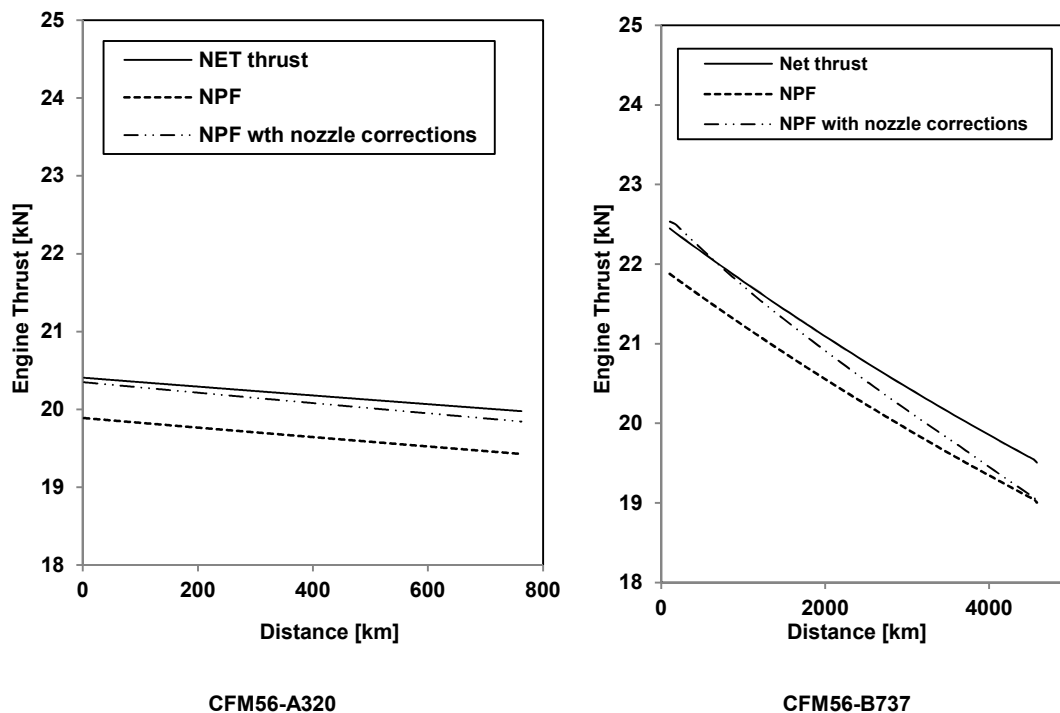 25
24
23
22
21
20
19
18
Engine Thrust [kN]
NET thrust
NPF
NPF wth nozzle corrections
0
200
400
600
800
Distance [km]
CFM56-A320
25
24
23
22
21
20
19
18
Engine Thrust [kN]
Net thrust
NPF
NPF with nozzle corrections
0
2000
4000
Distance [km]
CFM56-B737